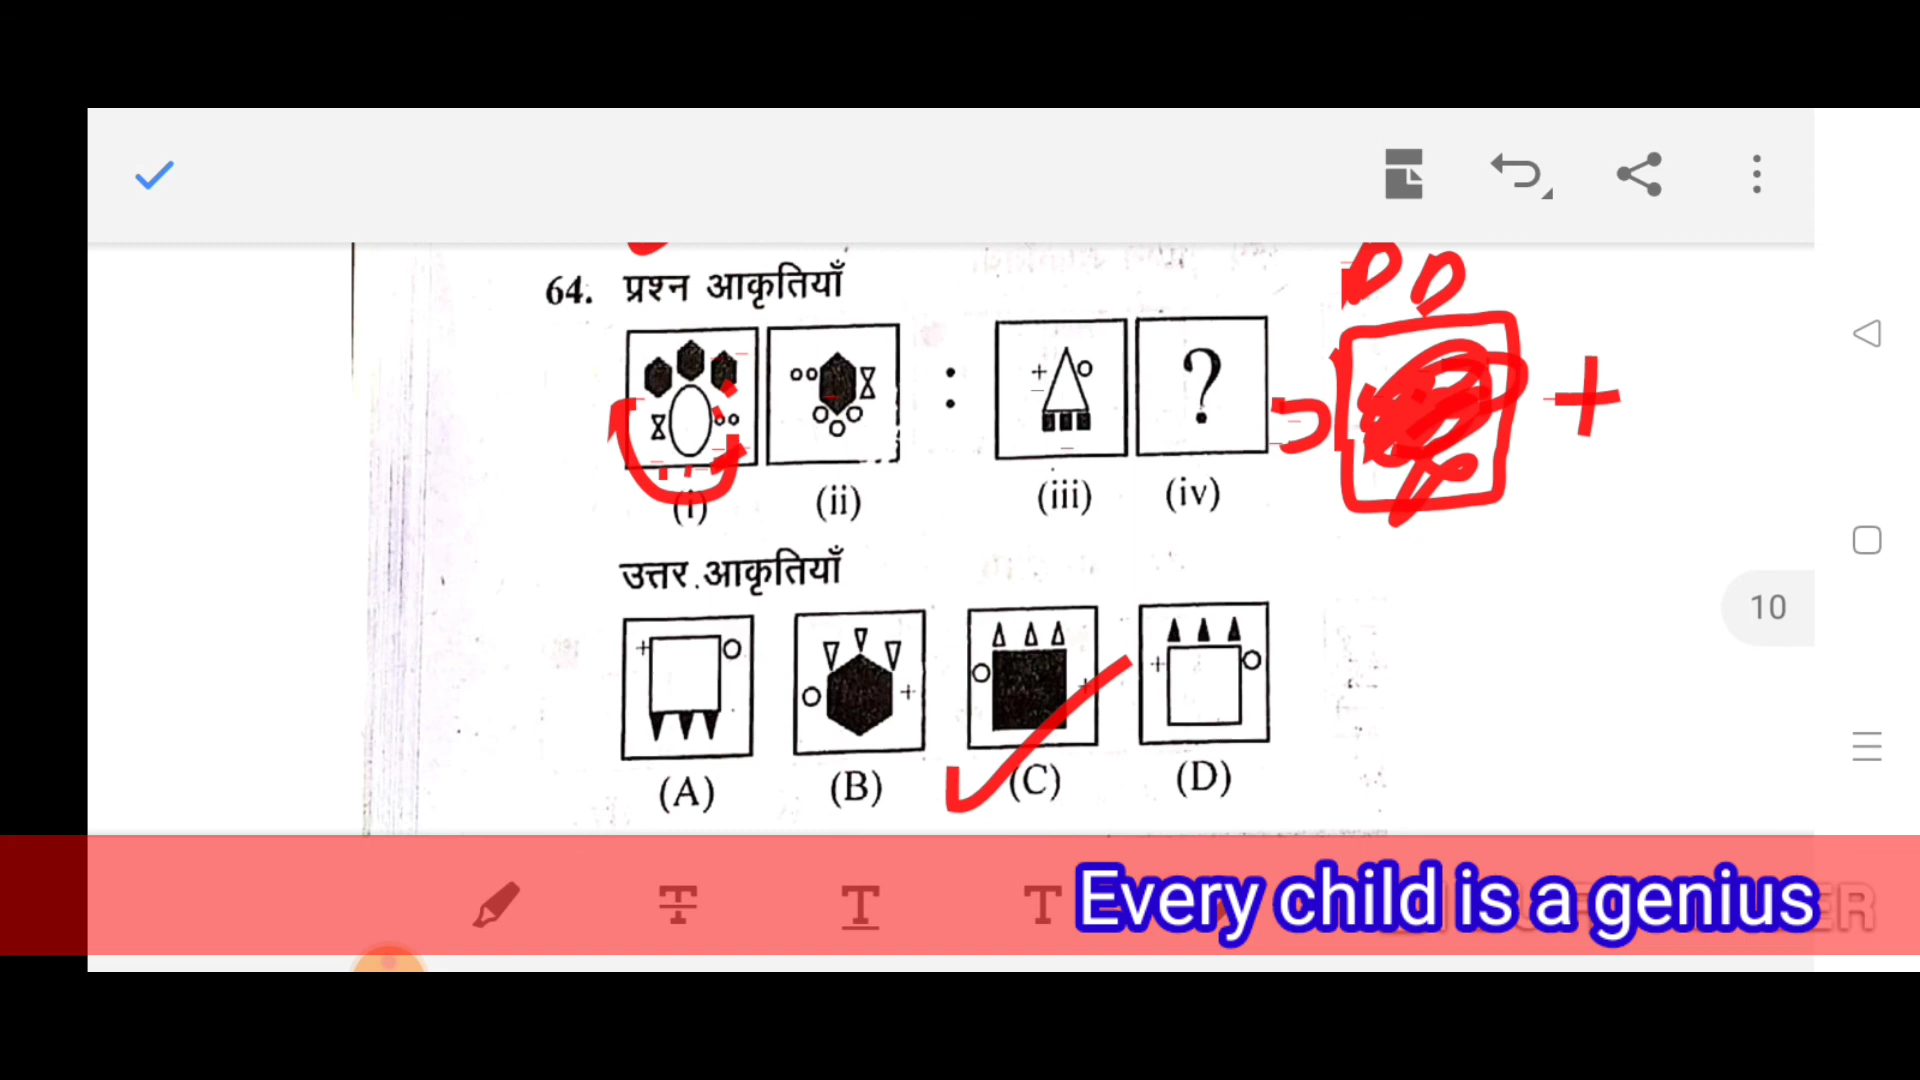 64. प्रश्न आकृतियाँ
?
(i) (ii) : (iii) (iv)
उत्तर आकृतियाँ
(A) (B) (C) (D)
10
Every child is a genius